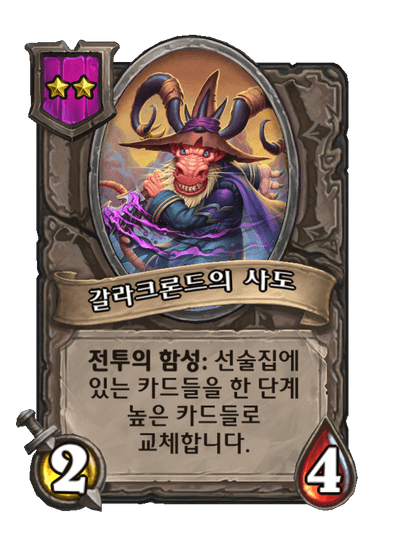 갈라크론드의 사도
전투의 함성: 선술집에
있는 카드들을 한 단계
높은 카드들로
교체합니다.
2
4